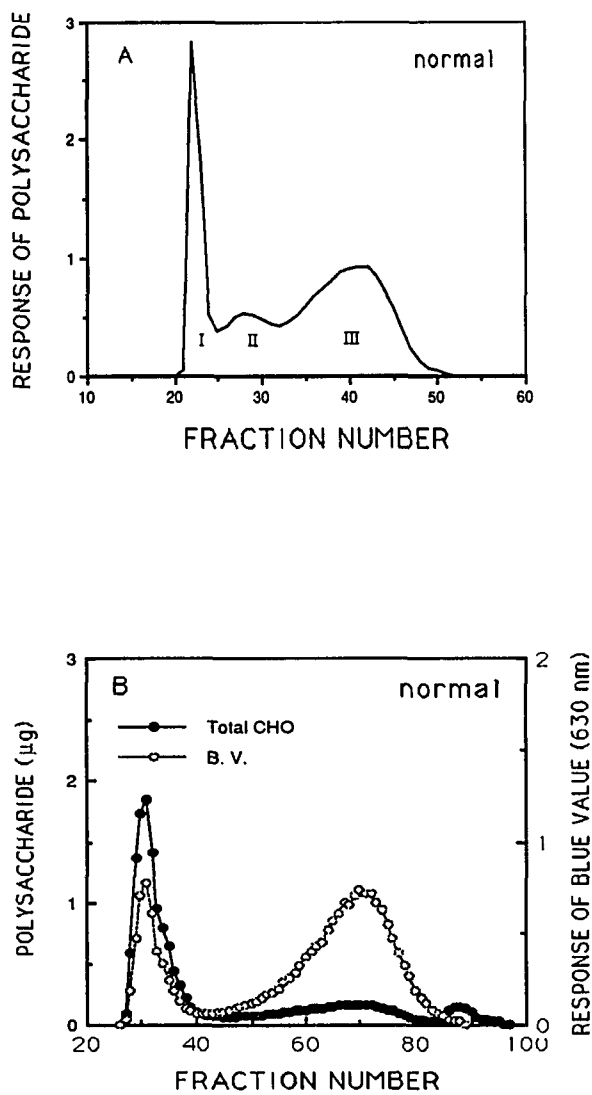 RESPONSE OF POLYSACCHARIDE
3
2
1
0
A
normal
I
II
III
10
20
30
40
50
60
FRACTION NUMBER
POLYSACCHARIDE (µg)
3
2
1
0
B
normal
Total CHO
B. V.
2
1
0
RESPONSE OF BLUE VALUE (630 nm)
20
40
60
80
100
FRACTION NUMBER